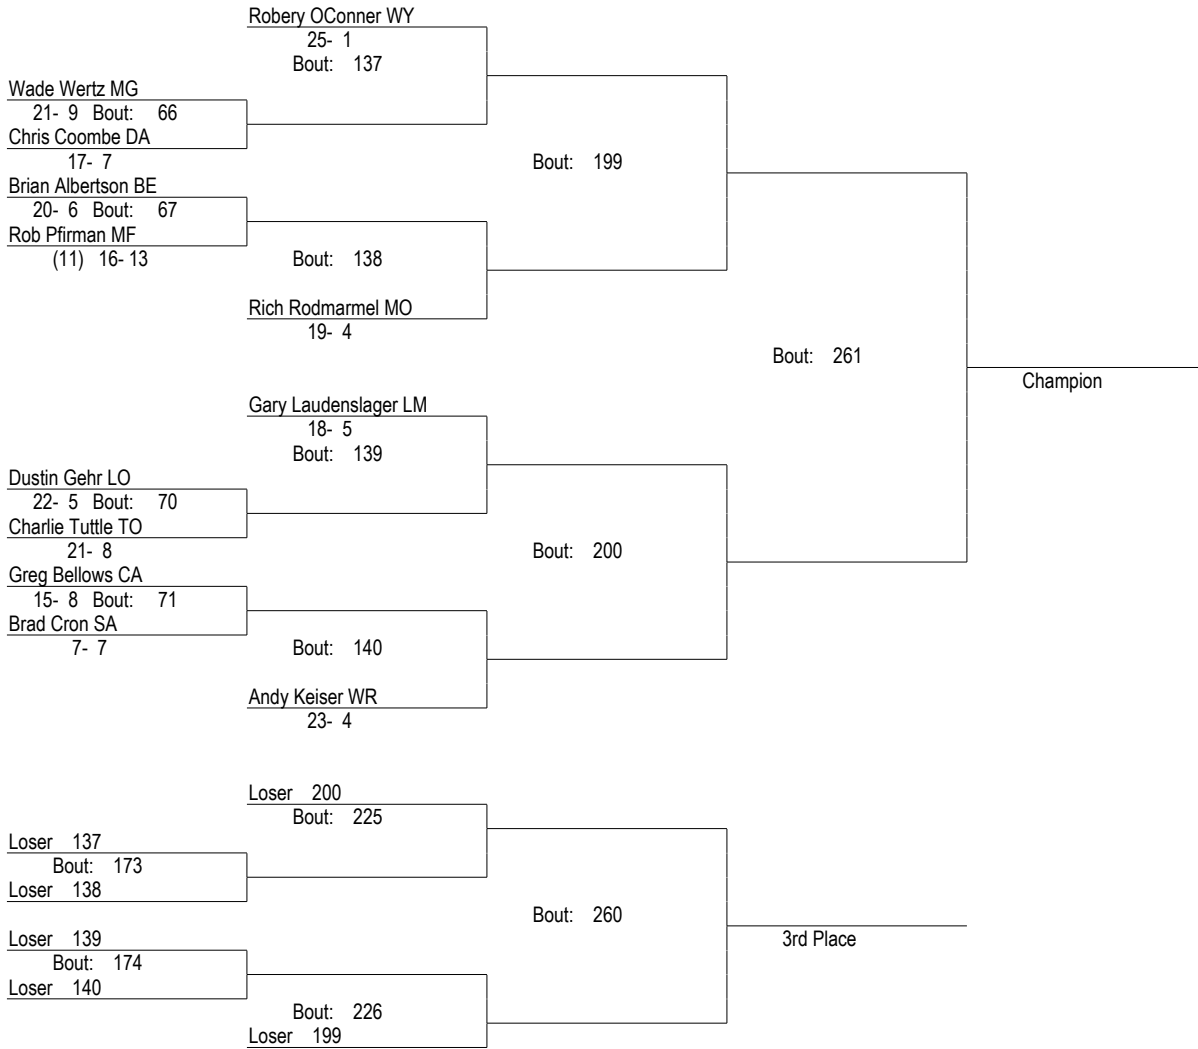 Robery OConner WY
25- 1
Bout: 137
Wade Wertz MG
21- 9 Bout: 66
Chris Coombe DA
17- 7
Bout: 199
Brian Albertson BE
20- 6 Bout: 67
Rob Pfirman MF
(11) 16- 13
Bout: 138
Rich Rodmarmel MO
19- 4
Bout: 261
Champion
Gary Laudenslager LM
18- 5
Bout: 139
Dustin Gehr LO
22- 5 Bout: 70
Charlie Tuttle TO
21- 8
Bout: 200
Greg Bellows CA
15- 8 Bout: 71
Brad Cron SA
7- 7
Bout: 140
Andy Keiser WR
23- 4
Loser 200
Bout: 225
Loser 137
Bout: 173
Loser 138
Bout: 260
3rd Place
Loser 139
Bout: 174
Loser 140
Bout: 226
Loser 199